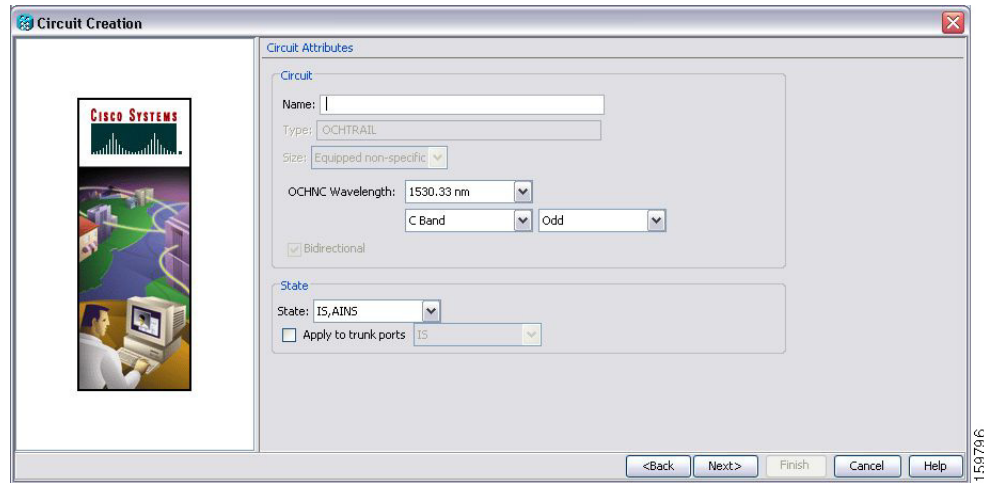 Circuit Creation
Circuit Attributes
CISCO SYSTEMS
Circuit
Name:
Type: OCHTRAIL
Size: Equipped non-specific
OCHNC Wavelength: 1530.33 nm
C Band Odd
Bidirectional
State
State: IS,AINS
Apply to trunk ports IS
<Back Next> Finish Cancel Help
159796